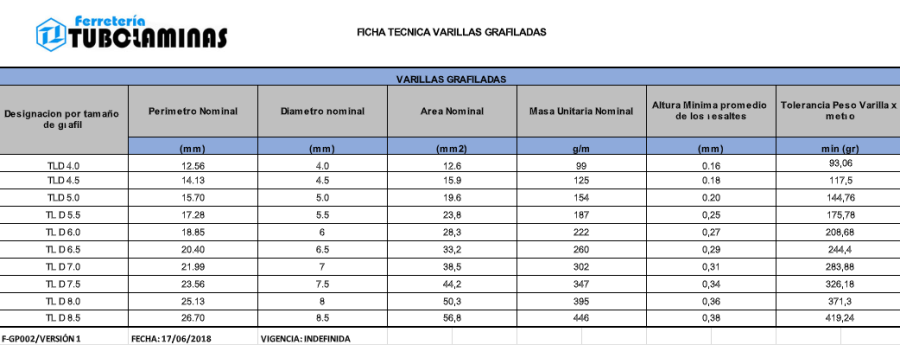 Ferretería
TUBOLAMINAS
FICHA TECNICA VARILLAS GRAFILADAS
VARILLAS GRAFILADAS
Designacion por tamaño de grafil Perimetro Nominal Diametro nominal Area Nominal Masa Unitaria Nominal Altura Minima promedio de los resaltes Tolerancia Peso Varilla x metro
(mm) (mm) (mm2) g/m (mm) min (gr)
TLD 4.0 12.56 4.0 12.6 99 0.16 93,06
TLD 4.5 14.13 4.5 15.9 125 0.18 117,5
TLD 5.0 15.70 5.0 19.6 154 0.20 144,76
TLD 5.5 17.28 5.5 23,8 187 0,25 175,78
TLD 6.0 18.85 6 28,3 222 0,27 208,68
TLD 6.5 20.40 6.5 33,2 260 0,29 244,4
TLD 7.0 21.99 7 38,5 302 0,31 283,88
TLD 7.5 23.56 7.5 44,2 347 0,34 326,18
TLD 8.0 25.13 8 50,3 395 0,36 371,3
TLD 8.5 26.70 8.5 56,8 446 0,38 419,24
F-GP002/VERSIÓN 1 FECHA: 17/06/2018 VIGENCIA: INDEFINIDA